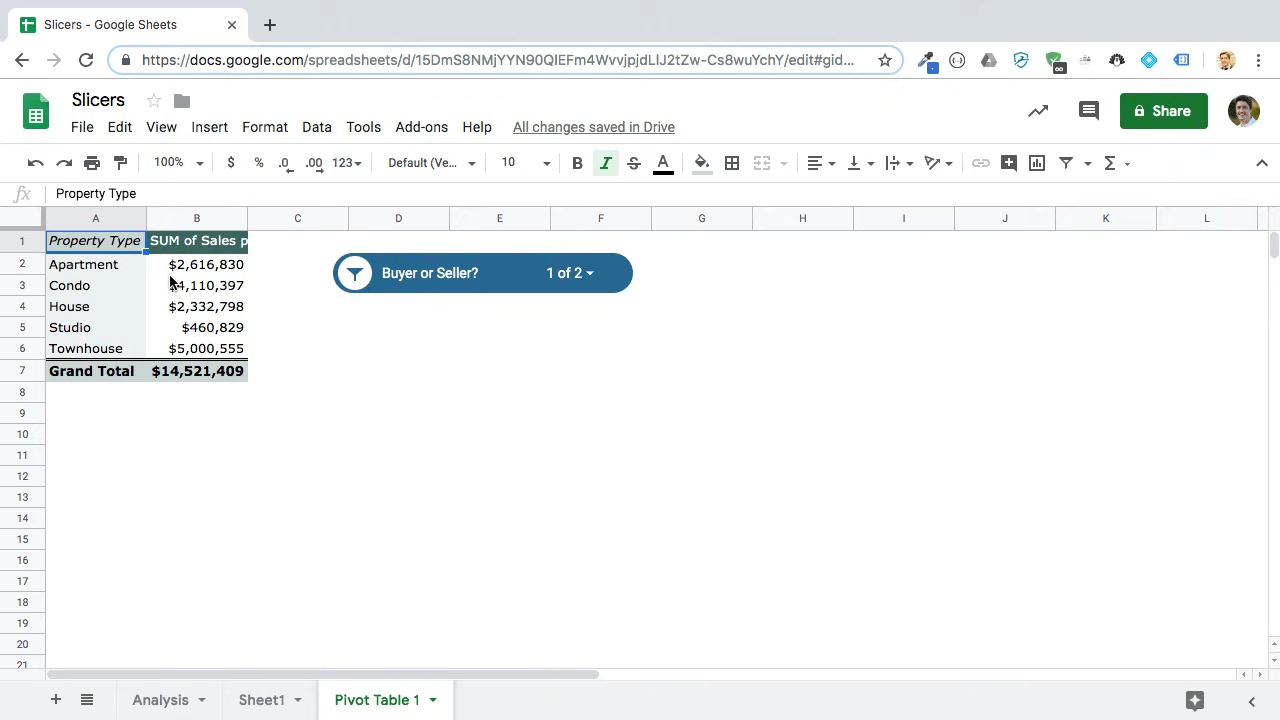 Slicers - Google Sheets
https://docs.google.com/spreadsheets/d/15DmS8NMjYYN90QIEFm4WvvjpjdLIJ2tZw-Cs8wuYchY/edit#gid...
Slicers
File Edit View Insert Format Data Tools Add-ons Help All changes saved in Drive
Share
100% $ % .0 .00 123 Default (Ve... 10 B I S A Σ
fx Property Type
A B C D E F G H I J K L
1 Property Type SUM of Sales p
2 Apartment $2,616,830
Buyer or Seller? 1 of 2
3 Condo $4,110,397
4 House $2,332,798
5 Studio $460,829
6 Townhouse $5,000,555
7 Grand Total $14,521,409
8
9
10
11
12
13
14
15
16
17
18
19
20
21
Analysis Sheet1 Pivot Table 1